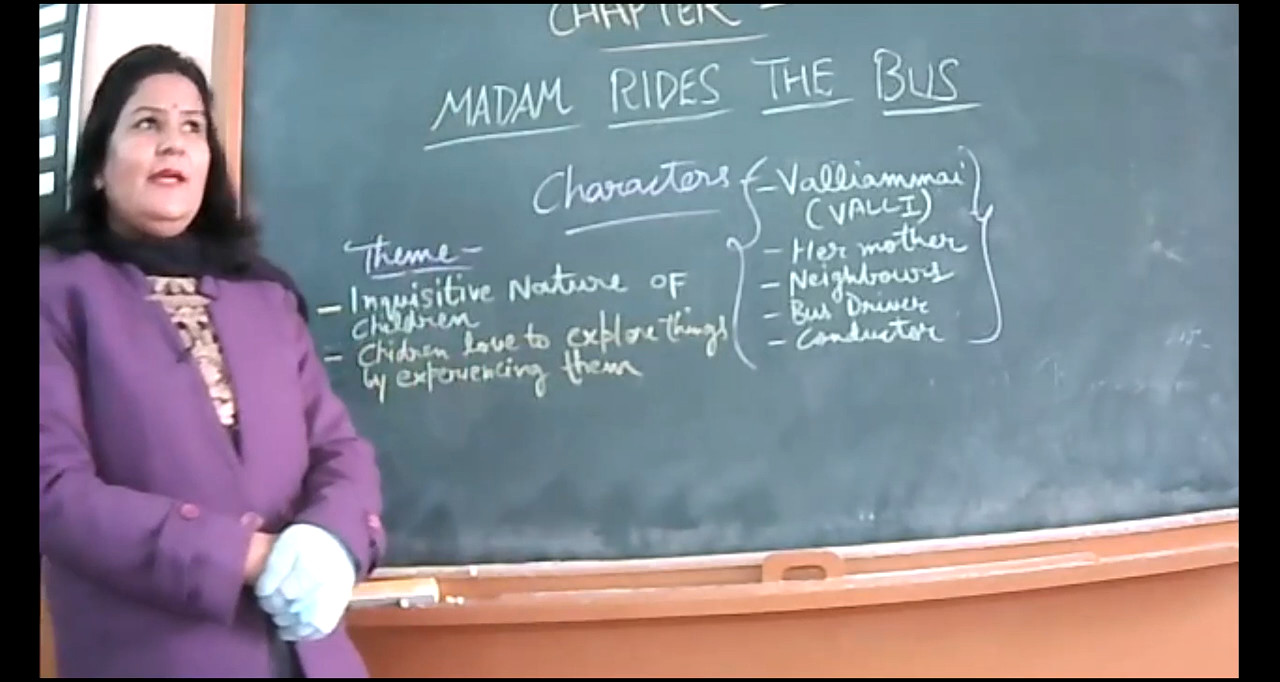 CHAPTER -
MADAM RIDES THE BUS
Characters
- Valliammai
(VALLI)
- Her mother
- Neighbours
- Bus Driver
- Conductor
Theme -
- Inquisitive Nature of
children
- Chidren love to explore things
by experiencing them